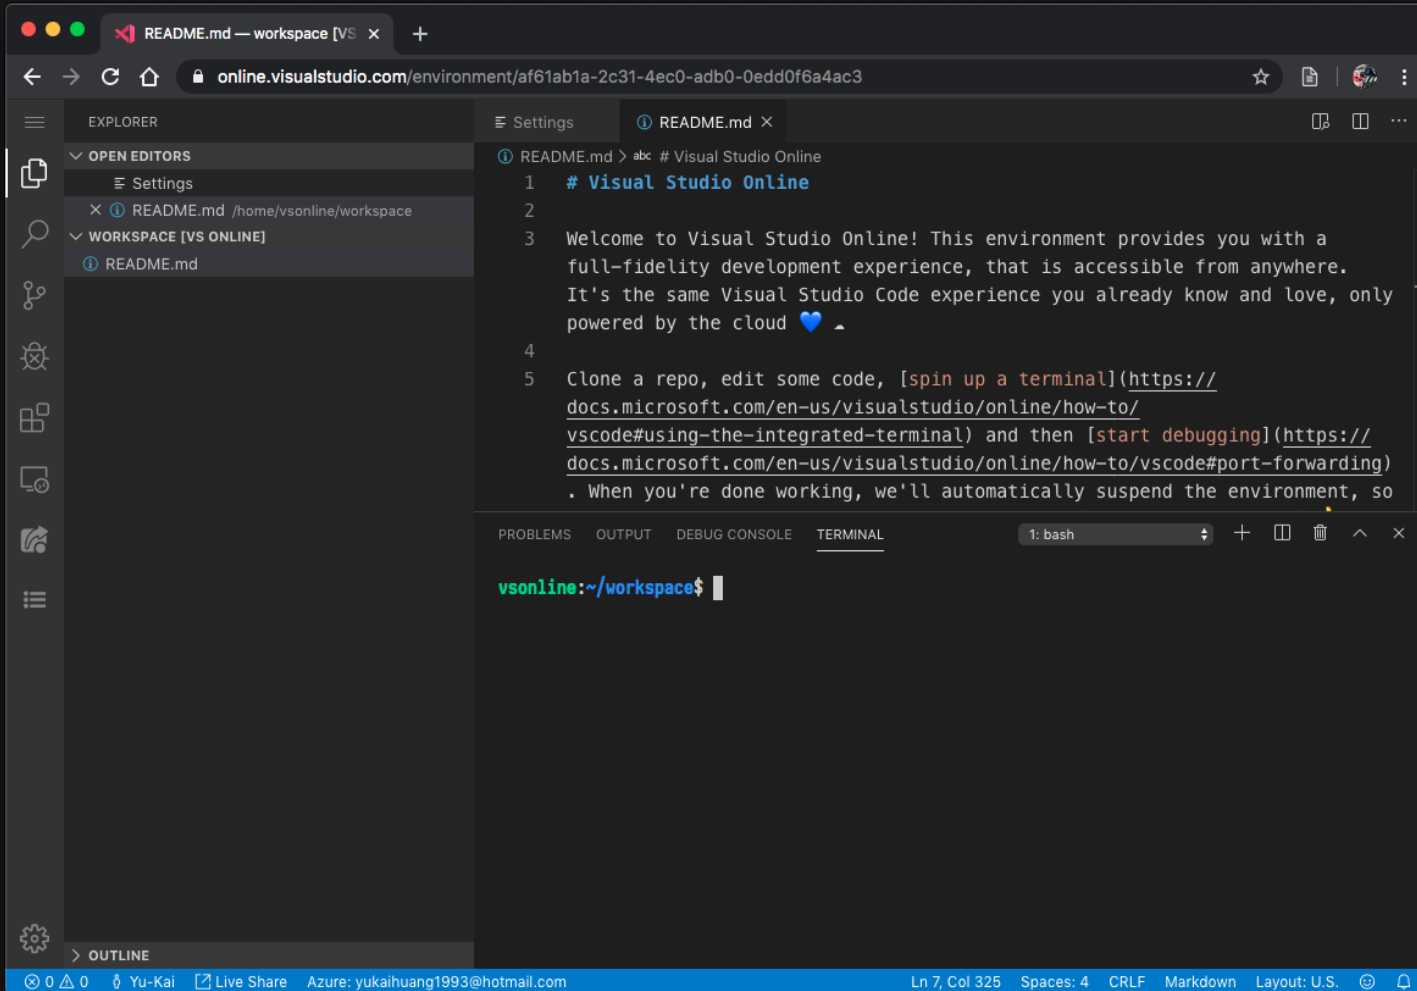 README.md — workspace [VS
online.visualstudio.com/environment/af61ab1a-2c31-4ec0-adb0-0edd0f6a4ac3
EXPLORER
OPEN EDITORS
Settings
README.md /home/vsonline/workspace
WORKSPACE [VS ONLINE]
README.md
OUTLINE
Settings
README.md
README.md > abc # Visual Studio Online
1 # Visual Studio Online
2
3 Welcome to Visual Studio Online! This environment provides you with a
full-fidelity development experience, that is accessible from anywhere.
It's the same Visual Studio Code experience you already know and love, only
powered by the cloud 💙 ☁
4
5 Clone a repo, edit some code, [spin up a terminal](https://
docs.microsoft.com/en-us/visualstudio/online/how-to/
vscode#using-the-integrated-terminal) and then [start debugging](https://
docs.microsoft.com/en-us/visualstudio/online/how-to/vscode#port-forwarding)
. When you're done working, we'll automatically suspend the environment, so
PROBLEMS OUTPUT DEBUG CONSOLE TERMINAL 1: bash
vsonline:~/workspace$
0 0 Yu-Kai Live Share Azure: yukaihuang1993@hotmail.com Ln 7, Col 325 Spaces: 4 CRLF Markdown Layout: U.S.